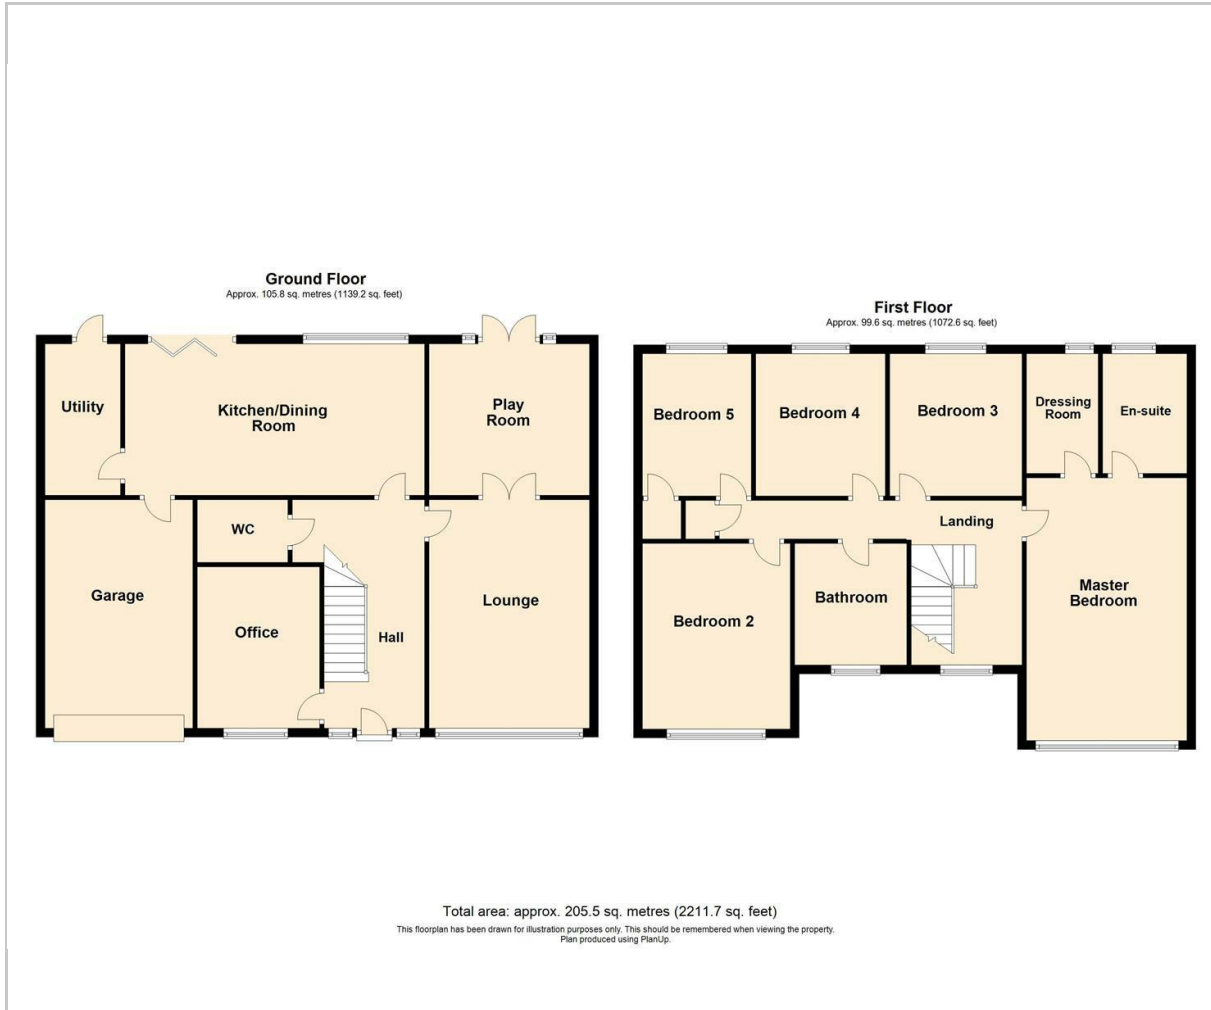 Ground Floor
Approx. 105.8 sq. metres (1139.2 sq. feet)
Utility
Kitchen/Dining
Room
Play
Room
WC
Garage
Office
Hall
Lounge
First Floor
Approx. 99.6 sq. metres (1072.6 sq. feet)
Bedroom 5
Bedroom 4
Bedroom 3
Dressing
Room
En-suite
Landing
Bedroom 2
Bathroom
Master
Bedroom
Total area: approx. 205.5 sq. metres (2211.7 sq. feet)
This floorplan has been drawn for illustration purposes only. This should be remembered when viewing the property.
Plan produced using PlanUp.